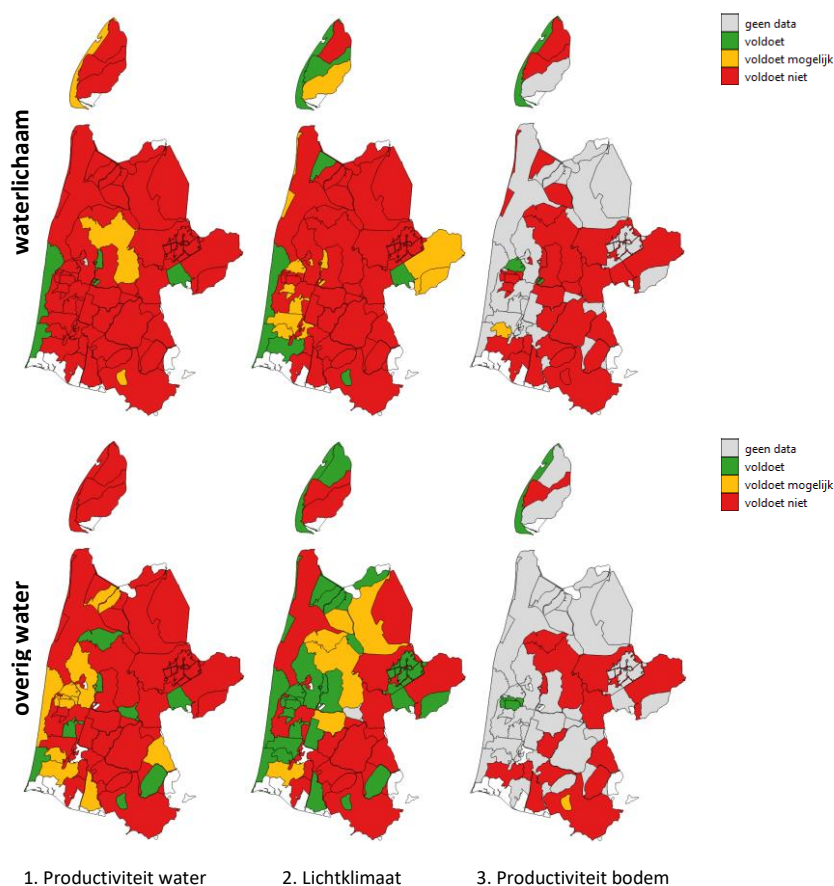 geen data
voldoet
voldoet mogelijk
voldoet niet
waterlichaam
geen data
voldoet
voldoet mogelijk
voldoet niet
overig water
1. Productiviteit water
2. Lichtklimaat
3. Productiviteit bodem